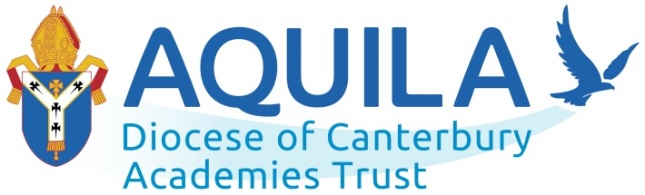 AQUILA
Diocese of Canterbury
Academies Trust